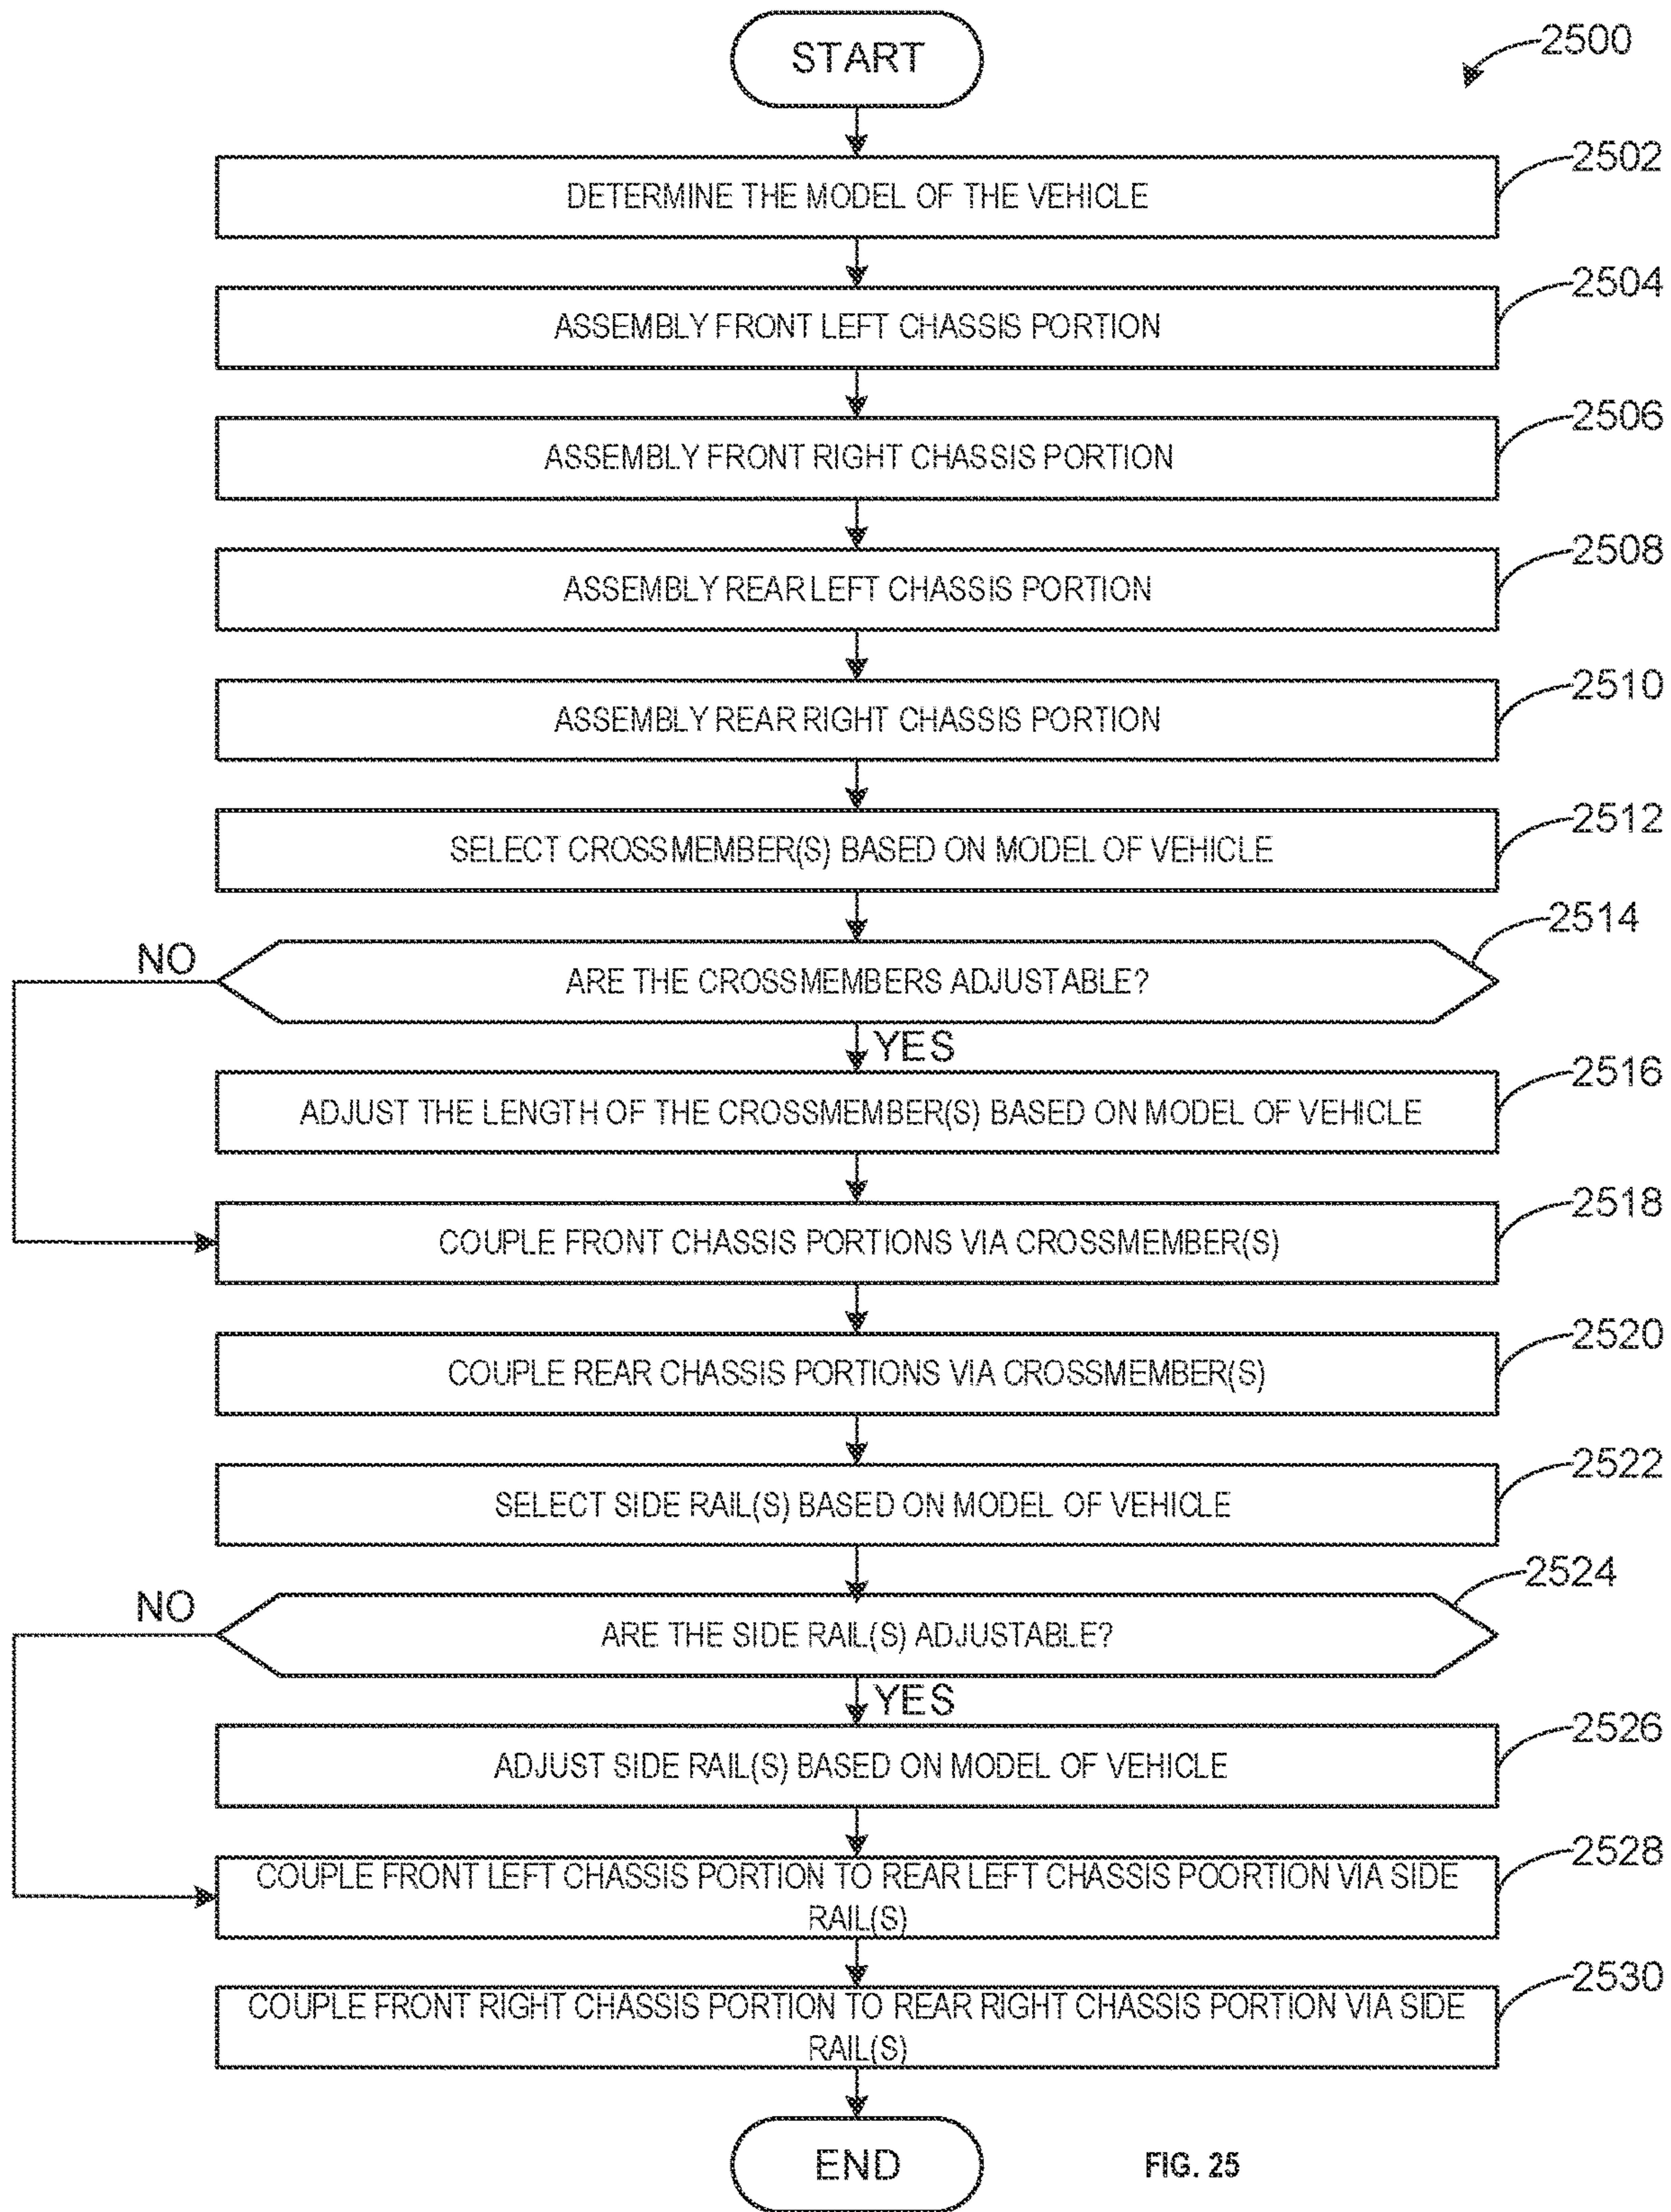 START
2500
2502
DETERMINE THE MODEL OF THE VEHICLE
2504
ASSEMBLY FRONT LEFT CHASSIS PORTION
2506
ASSEMBLY FRONT RIGHT CHASSIS PORTION
2508
ASSEMBLY REAR LEFT CHASSIS PORTION
2510
ASSEMBLY REAR RIGHT CHASSIS PORTION
2512
SELECT CROSSMEMBER(S) BASED ON MODEL OF VEHICLE
2514
NO
ARE THE CROSSMEMBERS ADJUSTABLE?
YES
2516
ADJUST THE LENGTH OF THE CROSSMEMBER(S) BASED ON MODEL OF VEHICLE
2518
COUPLE FRONT CHASSIS PORTIONS VIA CROSSMEMBER(S)
2520
COUPLE REAR CHASSIS PORTIONS VIA CROSSMEMBER(S)
2522
SELECT SIDE RAIL(S) BASED ON MODEL OF VEHICLE
2524
NO
ARE THE SIDE RAIL(S) ADJUSTABLE?
YES
2526
ADJUST SIDE RAIL(S) BASED ON MODEL OF VEHICLE
2528
COUPLE FRONT LEFT CHASSIS PORTION TO REAR LEFT CHASSIS POORTION VIA SIDE
RAIL(S)
2530
COUPLE FRONT RIGHT CHASSIS PORTION TO REAR RIGHT CHASSIS PORTION VIA SIDE
RAIL(S)
END
FIG. 25